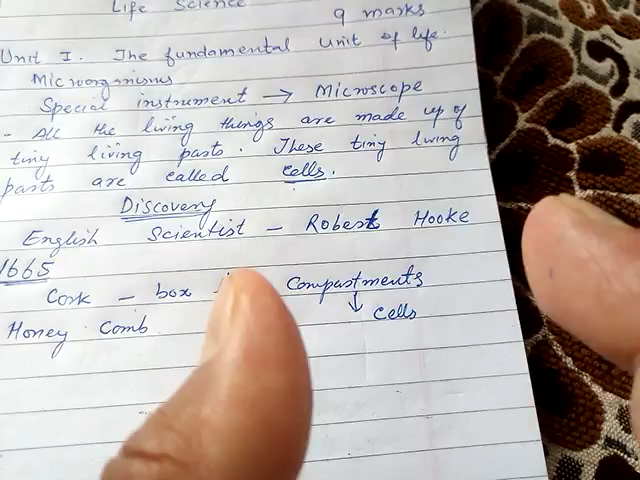 Life Science
9 marks
Unit I. The fundamental unit of life.
Microorganisms
Special instrument → Microscope
- All the living things are made up of
tiny living parts. These tiny living
parts are called cells.
Discovery
English Scientist - Robert Hooke
1665
Cork - box Compartments
↓ Cells
Honey Comb